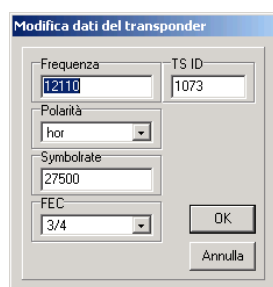 Modifica dati del transponder
Frequenza
TS ID
12110
1073
Polarità
hor
Symbolrate
27500
FEC
3/4
OK
Annulla